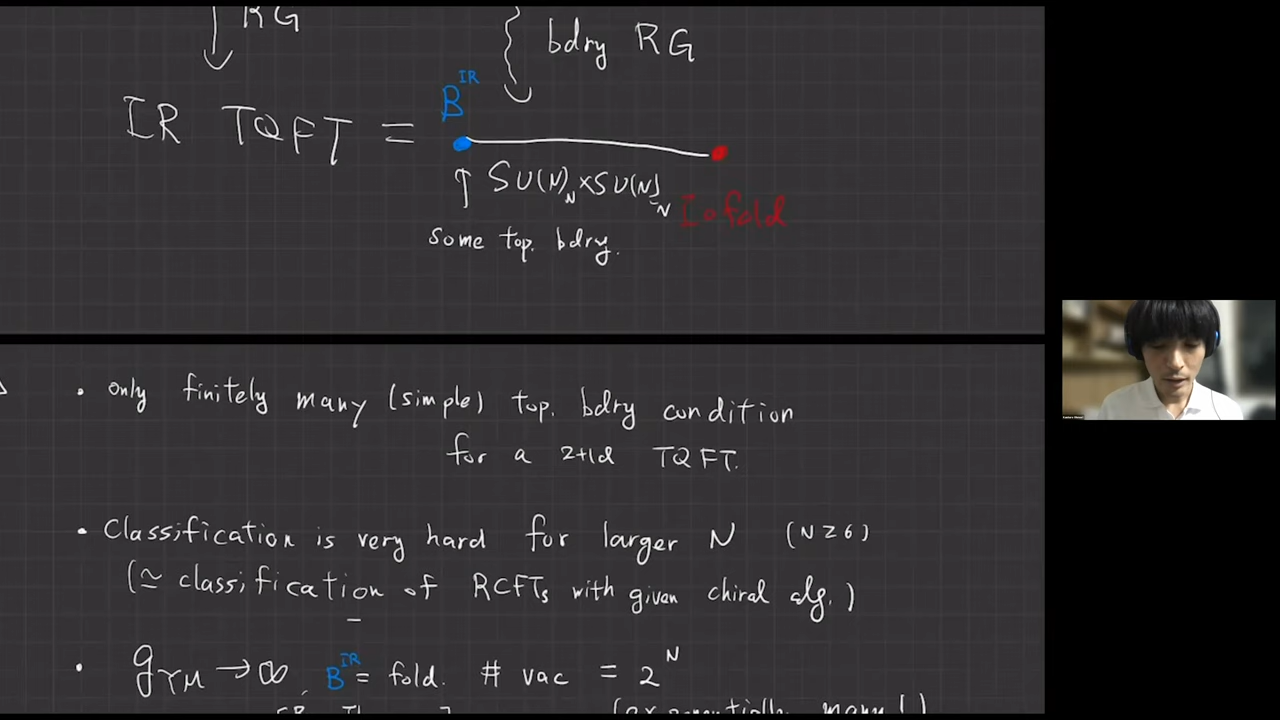 RG
bdry RG
IR TQFT = B^IR
SU(N)_N × SU(N)_N
fold
some top. bdry.
• only finitely many (simple) top. bdry condition
for a 2+1d TQFT.
• Classification is very hard for larger N (N≥6)
(≃ classification of RCFTs with given chiral alg.)
• g_YM → ∞, B^IR = fold. # vac = 2^N
many!)